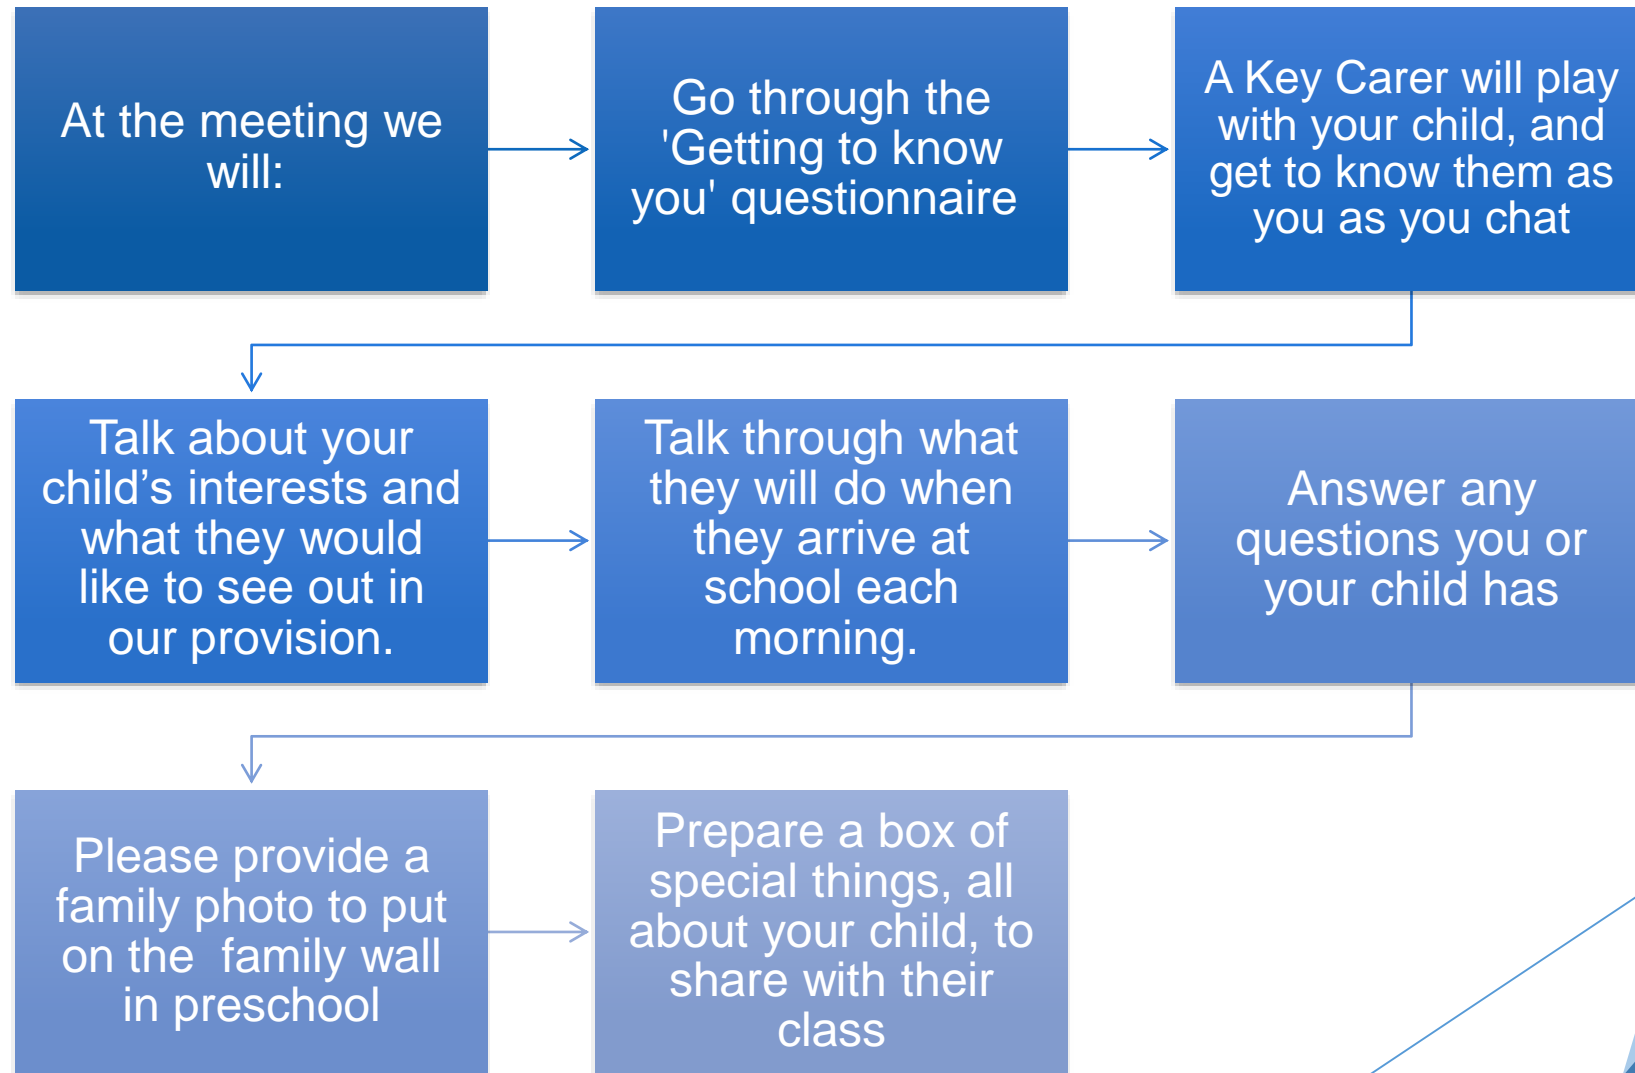 At the meeting we
will:
Go through the
'Getting to know
you' questionnaire
A Key Carer will play
with your child, and
get to know them as
you as you chat
Talk about your
child’s interests and
what they would
like to see out in
our provision.
Talk through what
they will do when
they arrive at
school each
morning.
Answer any
questions you or
your child has
Please provide a
family photo to put
on the  family wall
in preschool
Prepare a box of
special things, all
about your child, to
share with their
class